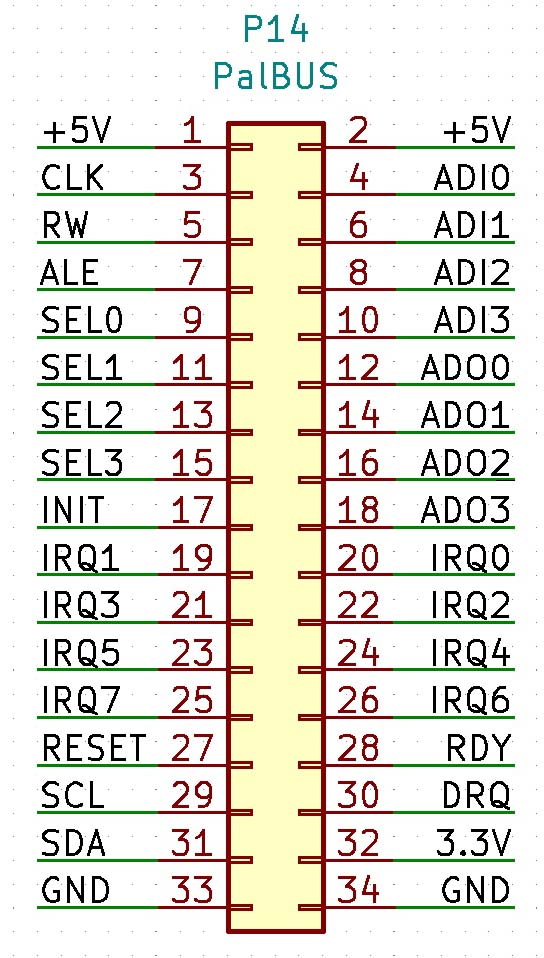 P14
PalBUS
+5V 1 2 +5V
CLK 3 4 ADI0
RW 5 6 ADI1
ALE 7 8 ADI2
SEL0 9 10 ADI3
SEL1 11 12 ADO0
SEL2 13 14 ADO1
SEL3 15 16 ADO2
INIT 17 18 ADO3
IRQ1 19 20 IRQ0
IRQ3 21 22 IRQ2
IRQ5 23 24 IRQ4
IRQ7 25 26 IRQ6
RESET 27 28 RDY
SCL 29 30 DRQ
SDA 31 32 3.3V
GND 33 34 GND